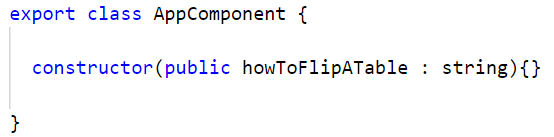 export class AppComponent {
constructor(public howToFlipATable : string){}
}